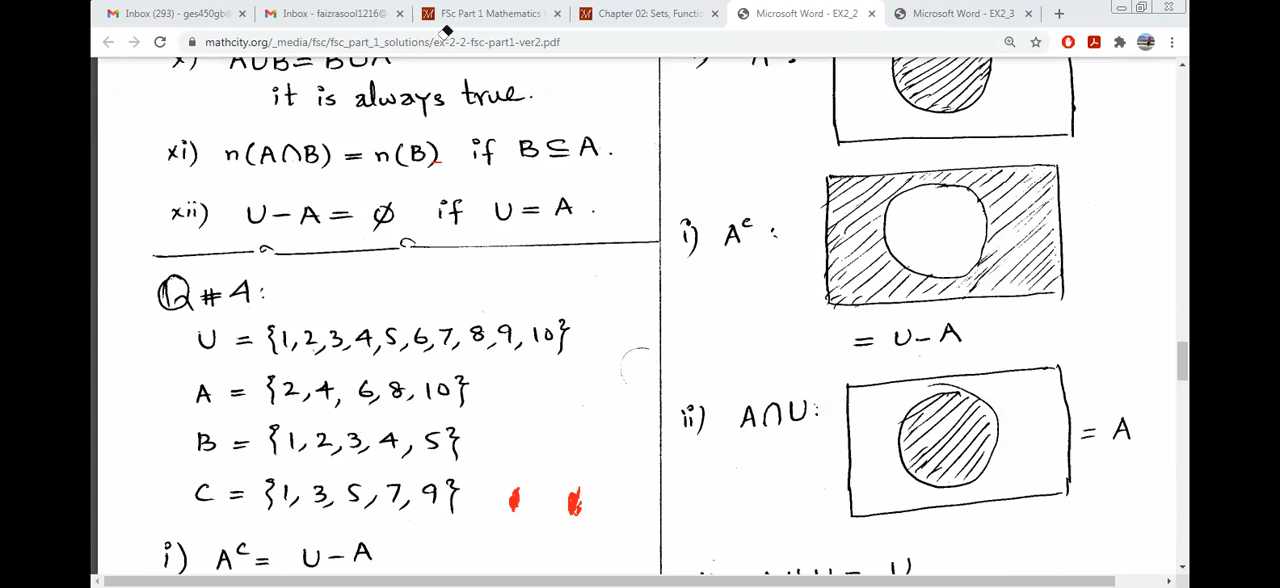 Inbox (293) - ges450gb@
Inbox - faizrasool1216@
FSc Part 1 Mathematics
Chapter 02: Sets, Functio
Microsoft Word - EX2_2
Microsoft Word - EX2_3
mathcity.org/_media/fsc/fsc_part_1_solutions/ex-2-2-fsc-part1-ver2.pdf
x) A∪B = B∪A
it is always true.
xi) n(A∩B) = n(B) if B⊆A.
xii) U-A = ϕ if U = A.
Q#4:
U = {1,2,3,4,5,6,7,8,9,10}
A = {2,4,6,8,10}
B = {1,2,3,4,5}
C = {1,3,5,7,9}
i) Aᶜ = U-A
i) Aᶜ:
= U-A
ii) A∩U:
= A